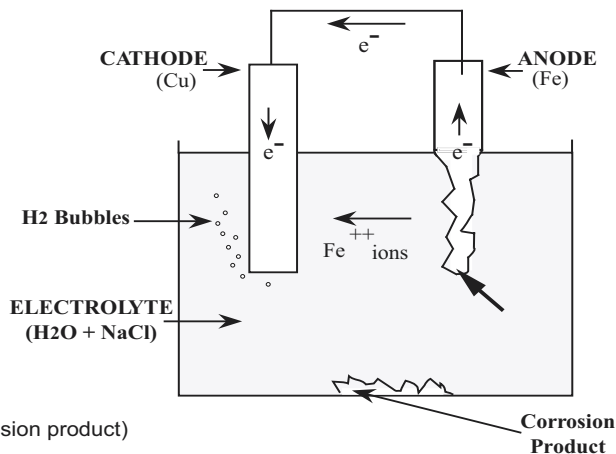 e⁻
CATHODE
(Cu)
ANODE
(Fe)
e⁻
e⁻
H2 Bubbles
Fe⁺⁺ ions
ELECTROLYTE
(H2O + NaCl)
sion product)
Corrosion
Product